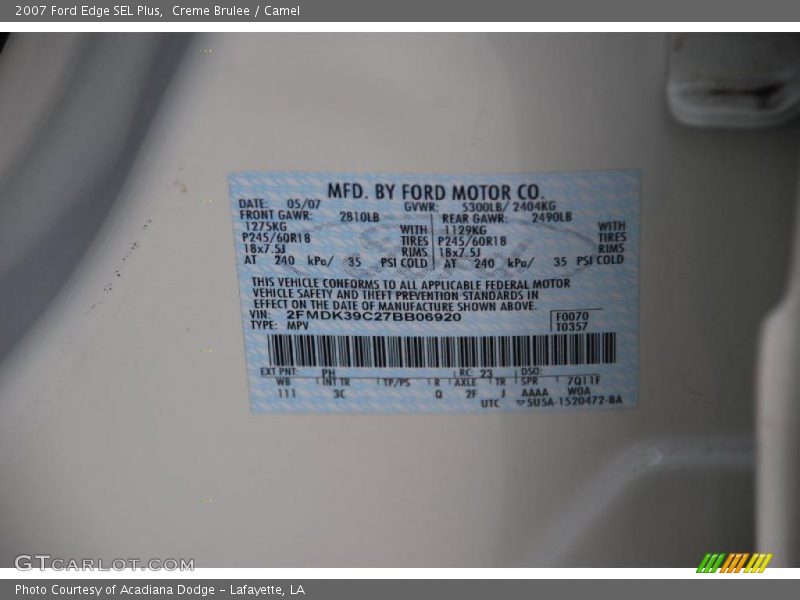 2007 Ford Edge SEL Plus, Creme Brulee / Camel
MFD. BY FORD MOTOR CO.
DATE: 05/07 GVWR: 5300LB/ 2404KG
FRONT GAWR: 2810LB REAR GAWR: 2490LB
1275KG WITH 1129KG WITH
P245/60R18 TIRES P245/60R18 TIRES
18x7.5J RIMS 18x7.5J RIMS
AT 240 kPa/ 35 PSI COLD AT 240 kPa/ 35 PSI COLD
THIS VEHICLE CONFORMS TO ALL APPLICABLE FEDERAL MOTOR
VEHICLE SAFETY AND THEFT PREVENTION STANDARDS IN
EFFECT ON THE DATE OF MANUFACTURE SHOWN ABOVE.
VIN: 2FMDK39C27BB06920 F0070
TYPE: MPV T0357
EXT PNT: PH RC: 23 DSO:
WB INT TR TP/PS R AXLE TR SPR 7Q11F
111 3C Q 2F J AAAA W0A
UTC 5U5A-1520472-BA
GTCARLOT.COM
Photo Courtesy of Acadiana Dodge - Lafayette, LA